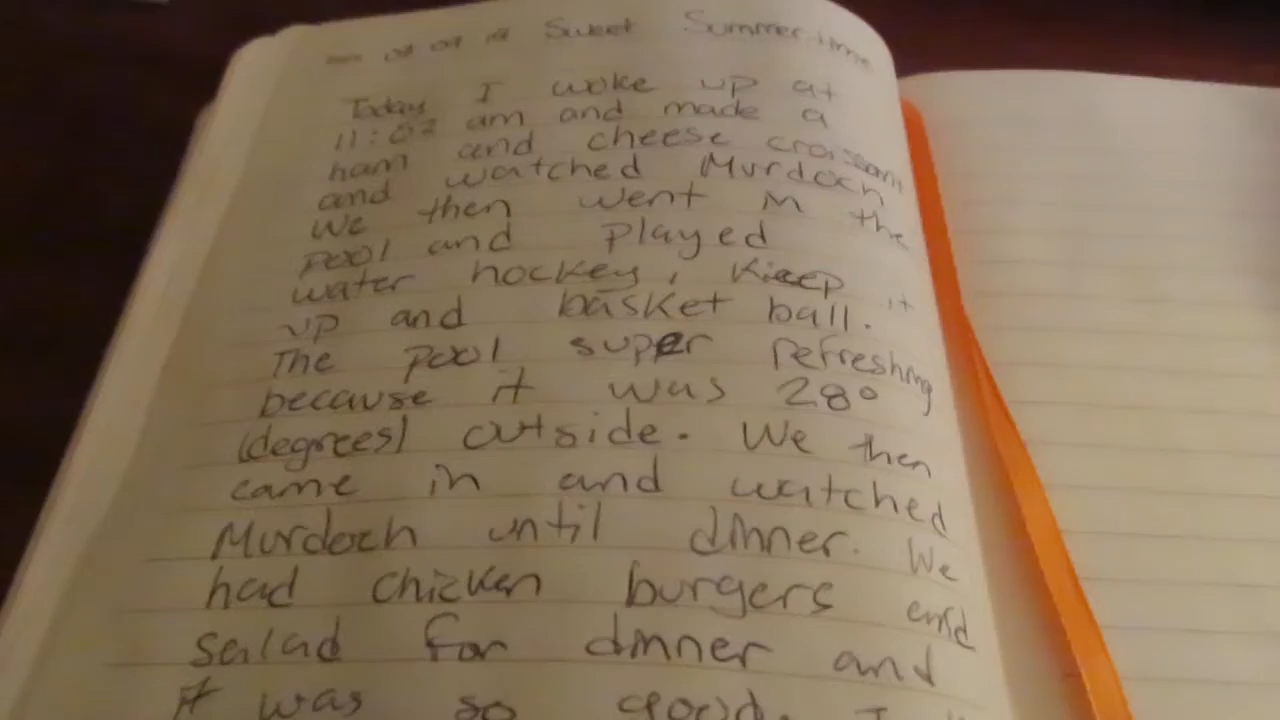 Sweet Summertime
Today I woke up at
11:02 am and made a
ham and cheese croissant
and watched Murdoch
We then went in the
pool and played
water hockey, Kieep it
up and basket ball.
The pool super refreshing
because it was 28°
(degrees) outside. We then
came in and watched
Murdoch until dinner. We
had chicken burgers and
salad for dinner and
it was so good. I